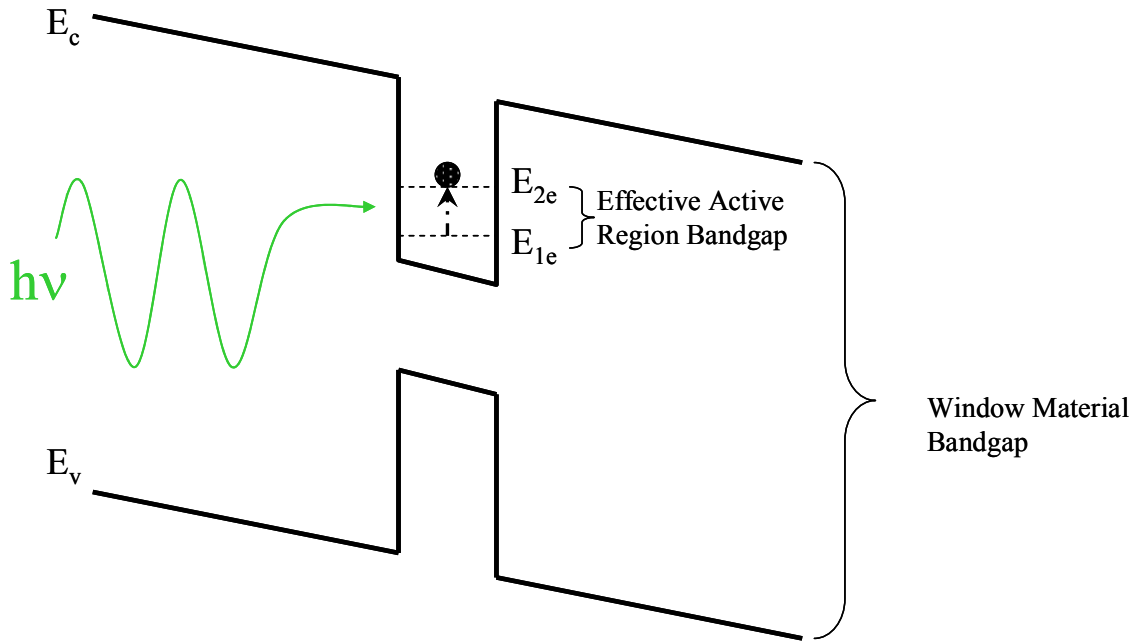 E_c
E_2e
Effective Active
Region Bandgap
E_1e
hν
Window Material
Bandgap
E_v